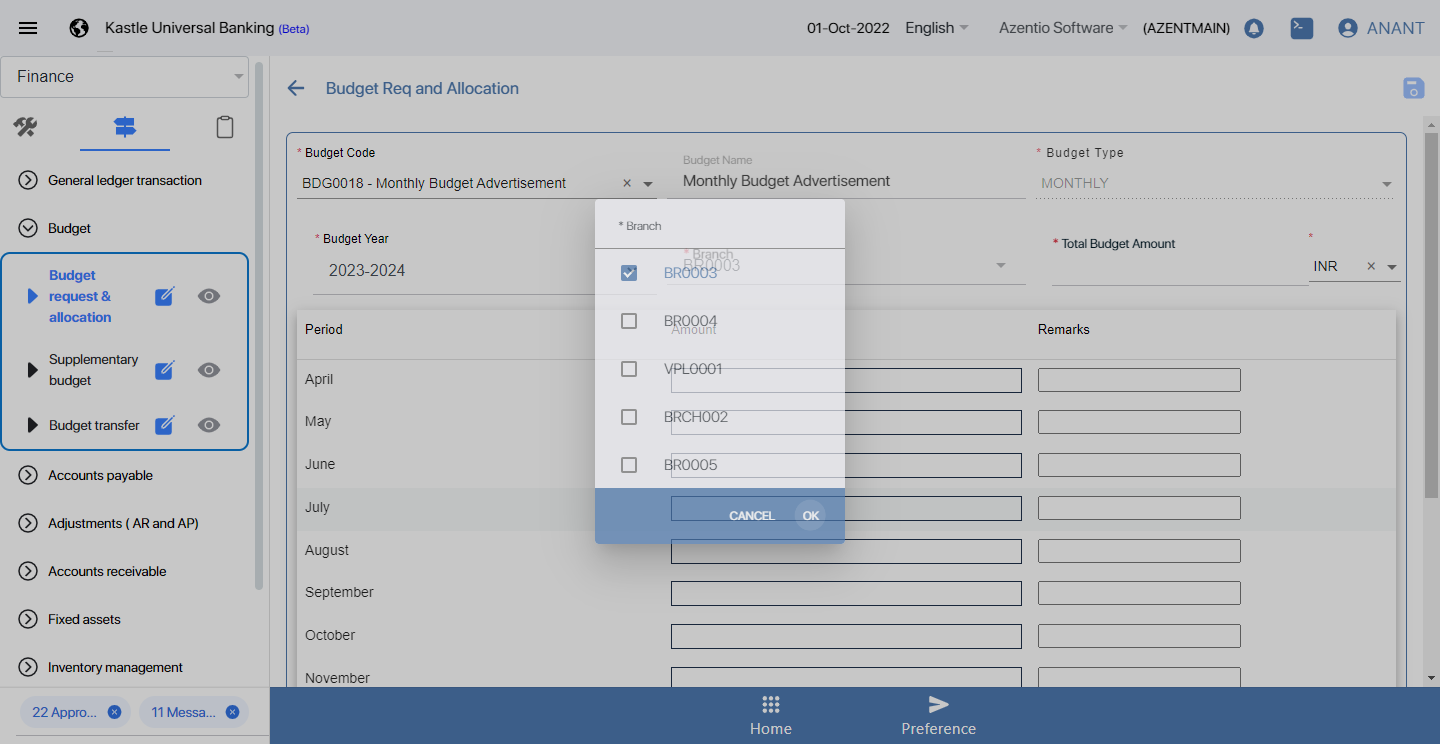 Kastle Universal Banking (Beta)
01-Oct-2022
English
Azentio Software
(AZENTMAIN)
ANANT
Finance
General ledger transaction
Budget
Budget
request &
allocation
Supplementary
budget
Budget transfer
Accounts payable
Adjustments ( AR and AP)
Accounts receivable
Fixed assets
Inventory management
22 Appro...
11 Messa...
Budget Req and Allocation
* Budget Code
BDG0018 - Monthly Budget Advertisement
Budget Name
Monthly Budget Advertisement
* Budget Type
MONTHLY
* Budget Year
2023-2024
* Branch
BR0003
* Total Budget Amount
*
INR
Period
Amount
Remarks
April
May
June
July
August
September
October
November
* Branch
BR0003
BR0004
VPL0001
BRCH002
BR0005
CANCEL
OK
Home
Preference